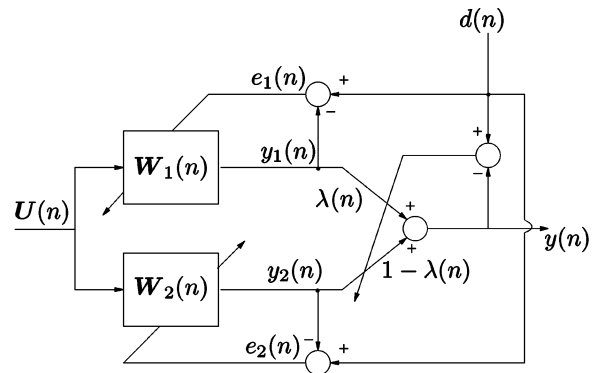 d(n)
e₁(n)
+
−
+
−
W₁(n)
y₁(n)
λ(n)
+
U(n)
+
y(n)
W₂(n)
y₂(n)
1 − λ(n)
e₂(n)
−
+